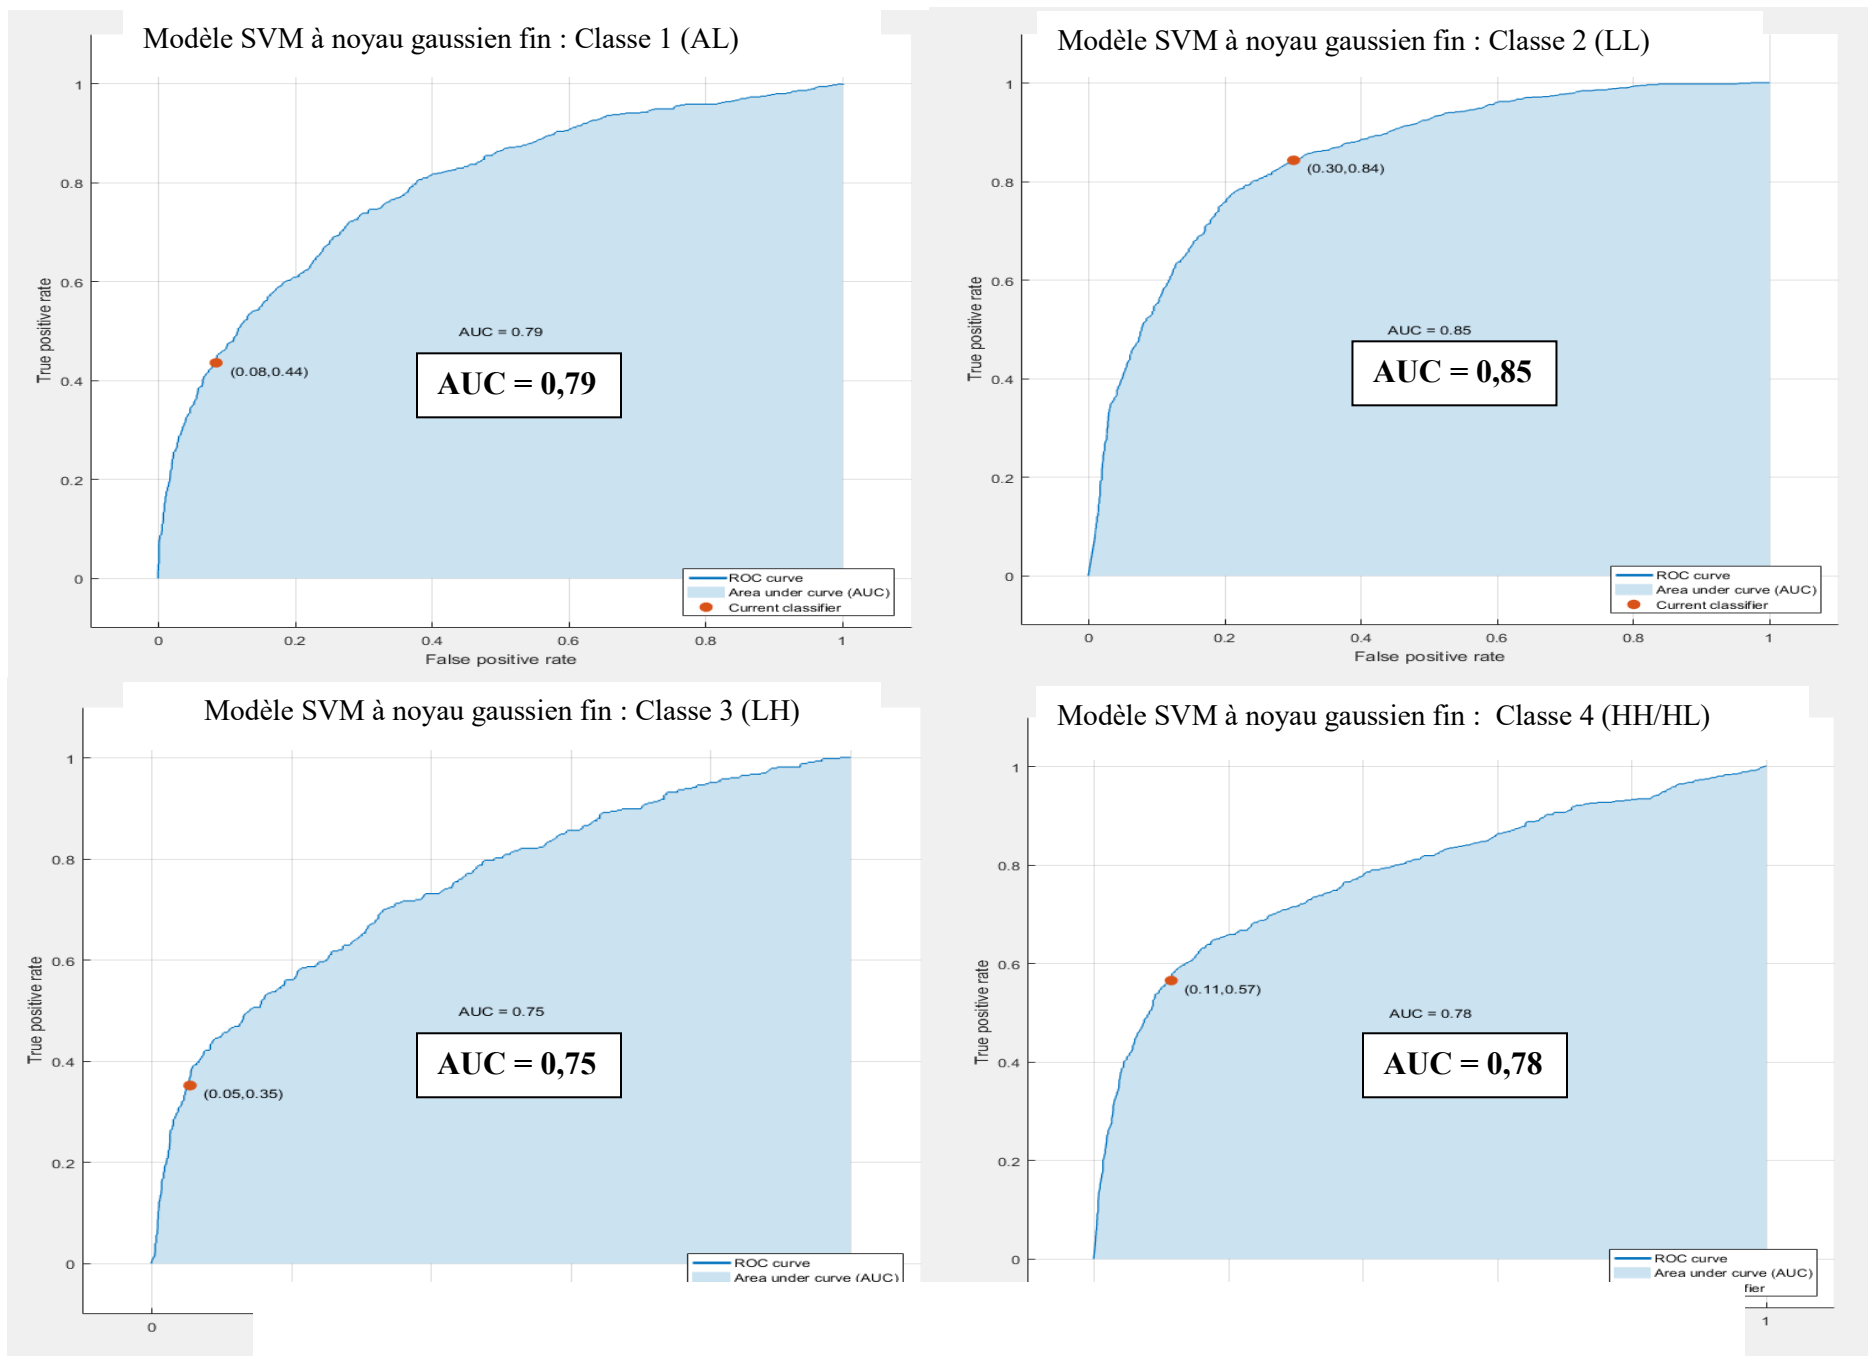 Modèle SVM à noyau gaussien fin : Classe 1 (AL)
1
0.8
0.6
0.4
0.2
0
True positive rate
(0.08,0.44)
AUC = 0.79
AUC = 0,79
ROC curve
Area under curve (AUC)
Current classifier
0 0.2 0.4 0.6 0.8 1
False positive rate
Modèle SVM à noyau gaussien fin : Classe 2 (LL)
1
0.8
0.6
0.4
0.2
0
True positive rate
(0.30,0.84)
AUC = 0.85
AUC = 0,85
ROC curve
Area under curve (AUC)
Current classifier
0 0.2 0.4 0.6 0.8 1
False positive rate
Modèle SVM à noyau gaussien fin : Classe 3 (LH)
1
0.8
0.6
0.4
0.2
0
True positive rate
(0.05,0.35)
AUC = 0.75
AUC = 0,75
ROC curve
Area under curve (AUC)
0
Modèle SVM à noyau gaussien fin : Classe 4 (HH/HL)
1
0.8
0.6
0.4
0.2
0
True positive rate
(0.11,0.57)
AUC = 0.78
AUC = 0,78
ROC curve
Area under curve (AUC)
fier
1